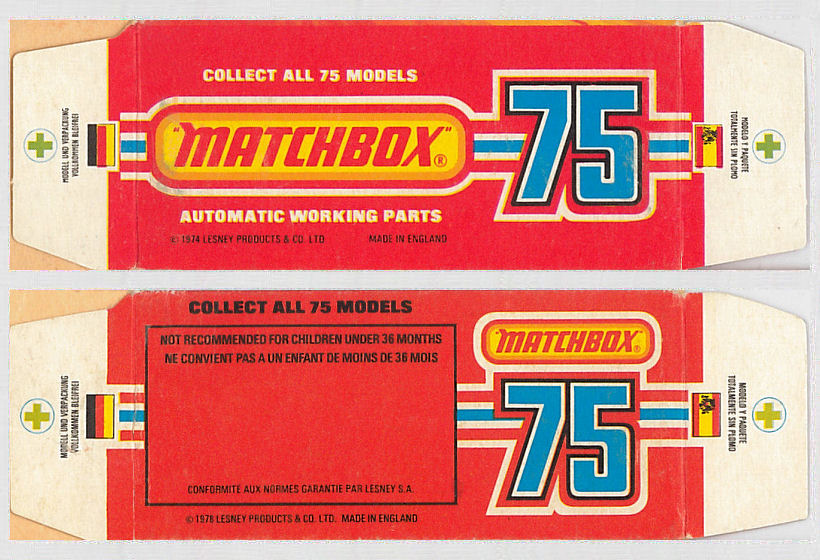 COLLECT ALL 75 MODELS
"MATCHBOX"®
75
AUTOMATIC WORKING PARTS
© 1974 LESNEY PRODUCTS & CO. LTD MADE IN ENGLAND
MODELL UND VERPACKUNG
VOLLKOMMEN BLEIFREI
MODELO Y PAQUETE
TOTALMENTE SIN PLOMO
COLLECT ALL 75 MODELS
NOT RECOMMENDED FOR CHILDREN UNDER 36 MONTHS
NE CONVIENT PAS A UN ENFANT DE MOINS DE 36 MOIS
"MATCHBOX"®
75
CONFORMITE AUX NORMES GARANTIE PAR LESNEY S.A.
© 1978 LESNEY PRODUCTS & CO. LTD. MADE IN ENGLAND
MODELL UND VERPACKUNG
VOLLKOMMEN BLEIFREI
MODELO Y PAQUETE
TOTALMENTE SIN PLOMO